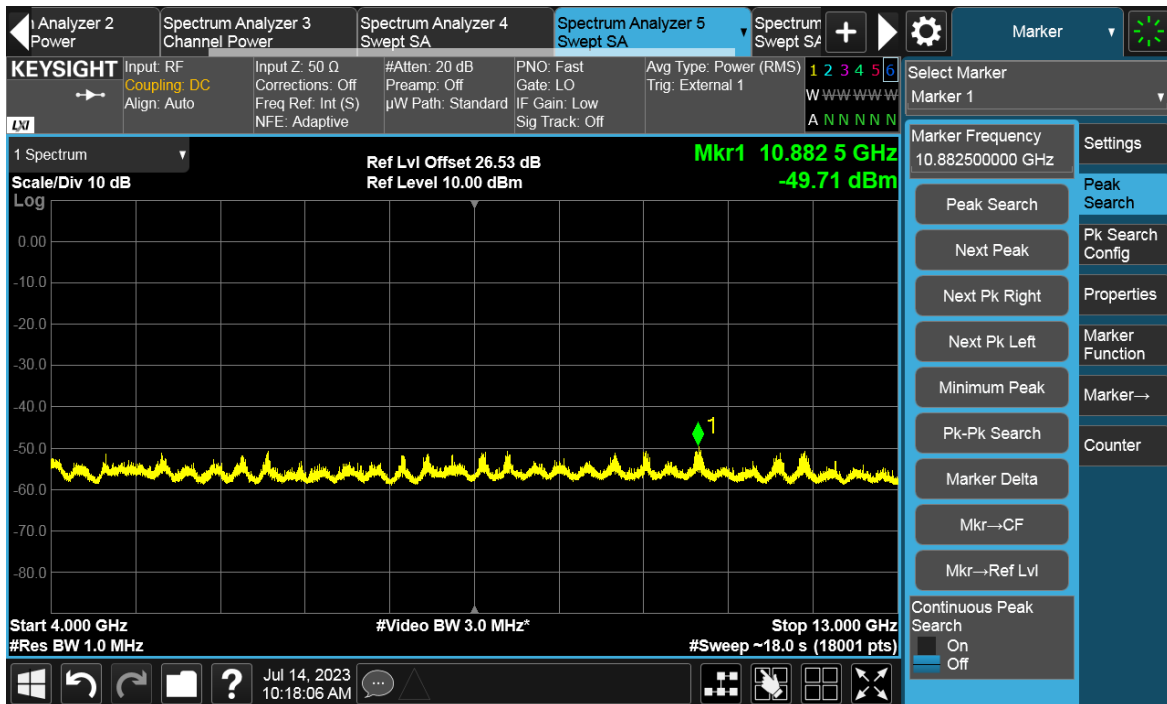 Analyzer 2
Power
Spectrum Analyzer 3
Channel Power
Spectrum Analyzer 4
Swept SA
Spectrum Analyzer 5
Swept SA
Spectrum
Swept SA
+
Marker
KEYSIGHT
LXI
Input: RF
Coupling: DC
Align: Auto
Input Z: 50 Ω
Corrections: Off
Freq Ref: Int (S)
NFE: Adaptive
#Atten: 20 dB
Preamp: Off
µW Path: Standard
PNO: Fast
Gate: LO
IF Gain: Low
Sig Track: Off
Avg Type: Power (RMS)
Trig: External 1
1 2 3 4 5 6
W W W W W W
A N N N N N
Select Marker
Marker 1
1 Spectrum
Scale/Div 10 dB
Log
Ref Lvl Offset 26.53 dB
Ref Level 10.00 dBm
Mkr1 10.882 5 GHz
-49.71 dBm
0.00
-10.0
-20.0
-30.0
-40.0
-50.0
-60.0
-70.0
-80.0
1
Start 4.000 GHz
#Res BW 1.0 MHz
#Video BW 3.0 MHz*
Stop 13.000 GHz
#Sweep ~18.0 s (18001 pts)
Marker Frequency
10.882500000 GHz
Peak Search
Next Peak
Next Pk Right
Next Pk Left
Minimum Peak
Pk-Pk Search
Marker Delta
Mkr→CF
Mkr→Ref Lvl
Continuous Peak
Search
On
Off
Settings
Peak
Search
Pk Search
Config
Properties
Marker
Function
Marker→
Counter
?
Jul 14, 2023
10:18:06 AM